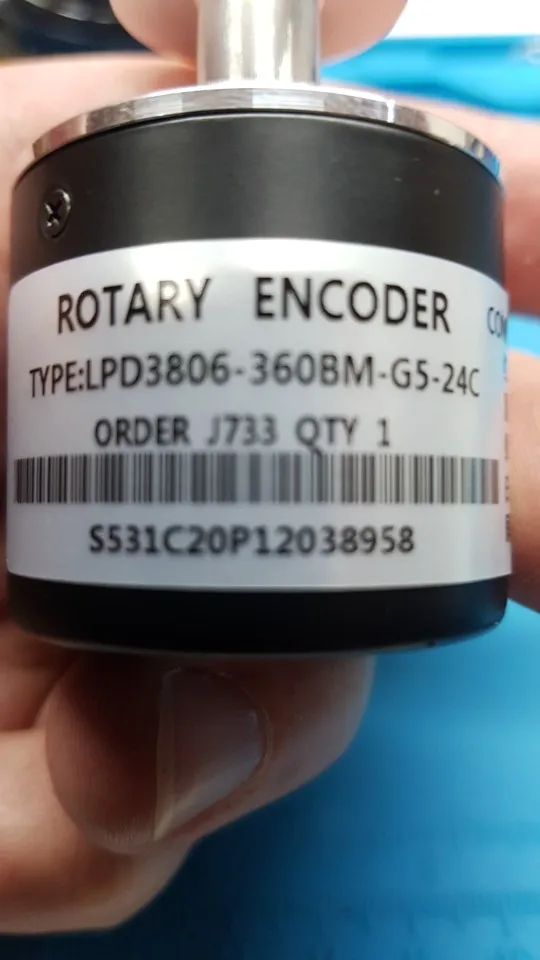 ROTARY ENCODER
TYPE:LPD3806-360BM-G5-24C
ORDER J733 QTY 1
S531C20P12038958